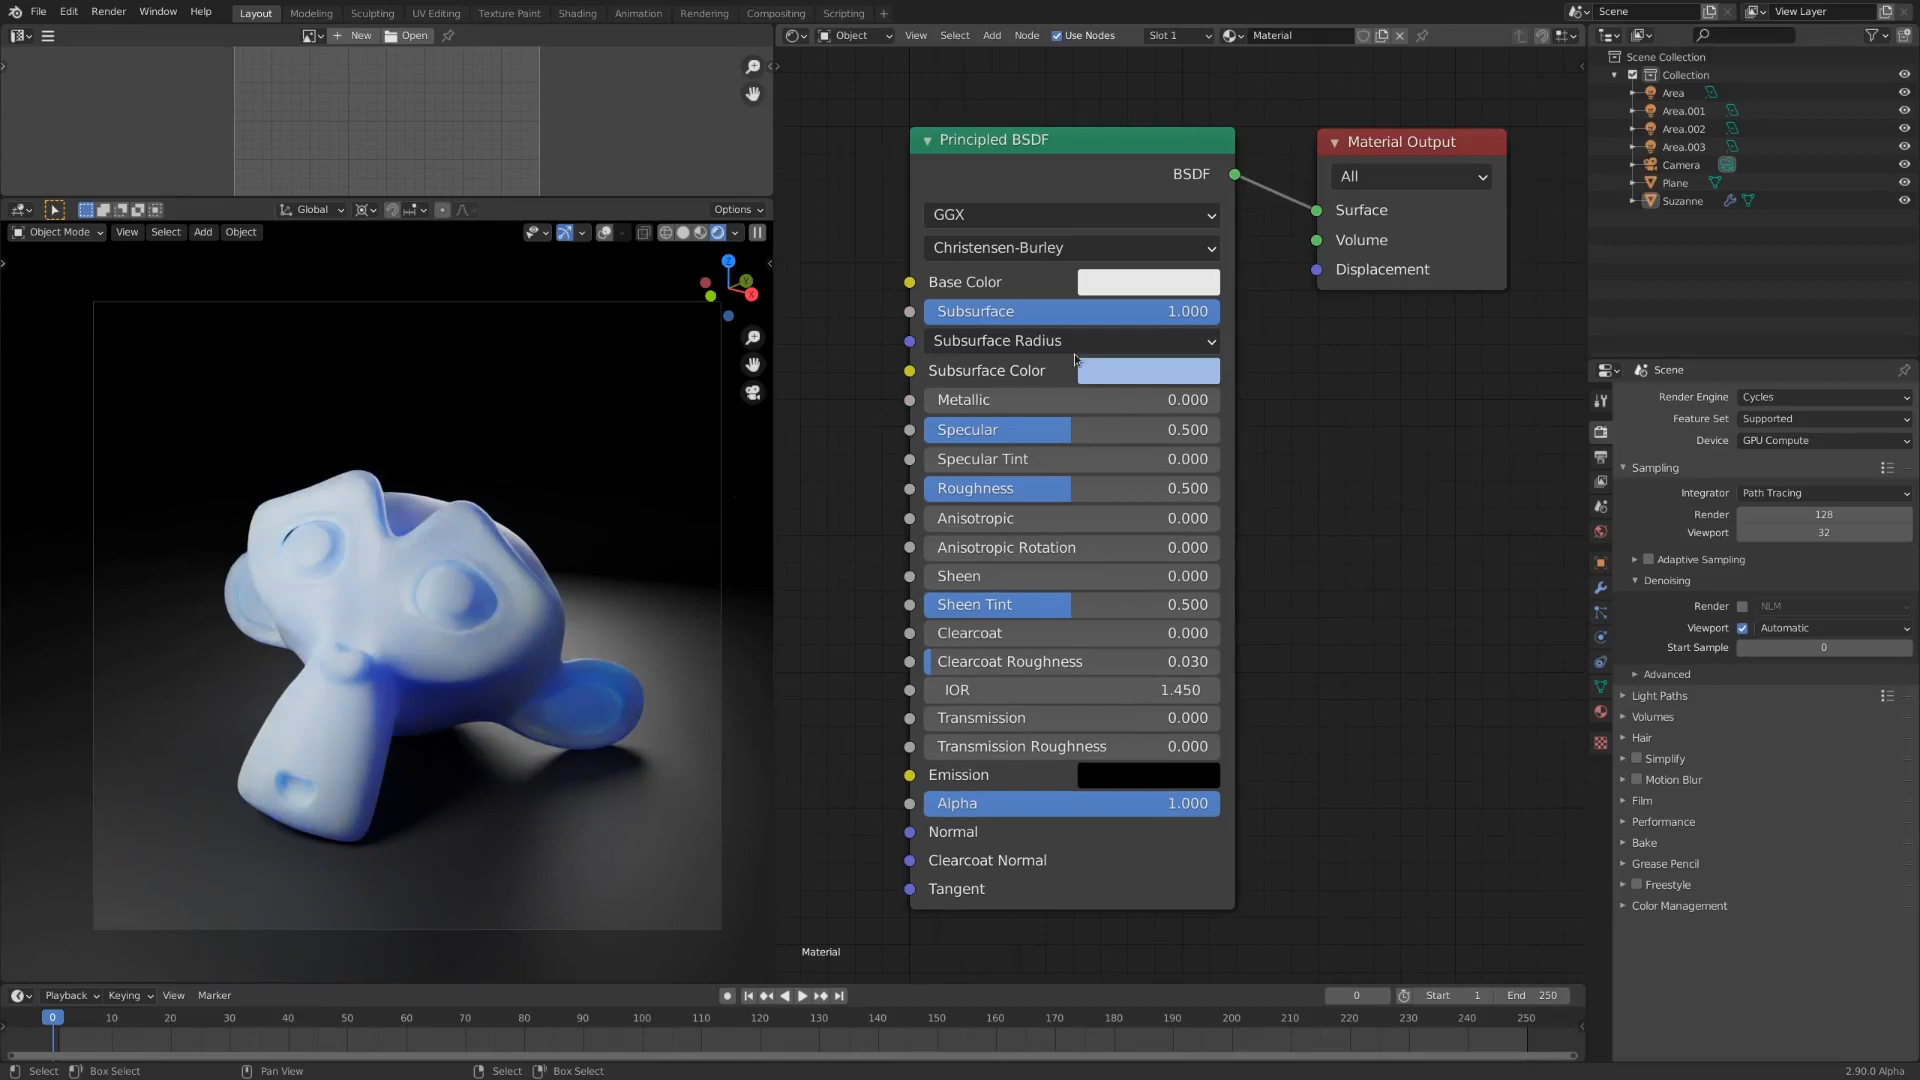 File Edit Render Window Help Layout Modeling Sculpting UV Editing Texture Paint Shading Animation Rendering Compositing Scripting + Scene View Layer
New Open Object View Select Add Node Use Nodes Slot 1 Material
Global Options
Object Mode View Select Add Object
Y
X
Z
Principled BSDF
BSDF
GGX
Christensen-Burley
Base Color
Subsurface 1.000
Subsurface Radius
Subsurface Color
Metallic 0.000
Specular 0.500
Specular Tint 0.000
Roughness 0.500
Anisotropic 0.000
Anisotropic Rotation 0.000
Sheen 0.000
Sheen Tint 0.500
Clearcoat 0.000
Clearcoat Roughness 0.030
IOR 1.450
Transmission 0.000
Transmission Roughness 0.000
Emission
Alpha 1.000
Normal
Clearcoat Normal
Tangent
Material Output
All
Surface
Volume
Displacement
Material
Scene Collection
Collection
Area
Area.001
Area.002
Area.003
Camera
Plane
Suzanne
Scene
Render Engine Cycles
Feature Set Supported
Device GPU Compute
Sampling
Integrator Path Tracing
Render 128
Viewport 32
Adaptive Sampling
Denoising
Render NLM
Viewport Automatic
Start Sample 0
Advanced
Light Paths
Volumes
Hair
Simplify
Motion Blur
Film
Performance
Bake
Grease Pencil
Freestyle
Color Management
Playback Keying View Marker 0 Start 1 End 250
0 10 20 30 40 50 60 70 80 90 100 110 120 130 140 150 160 170 180 190 200 210 220 230 240 250
Select Box Select Pan View Select Box Select 2.90.0 Alpha